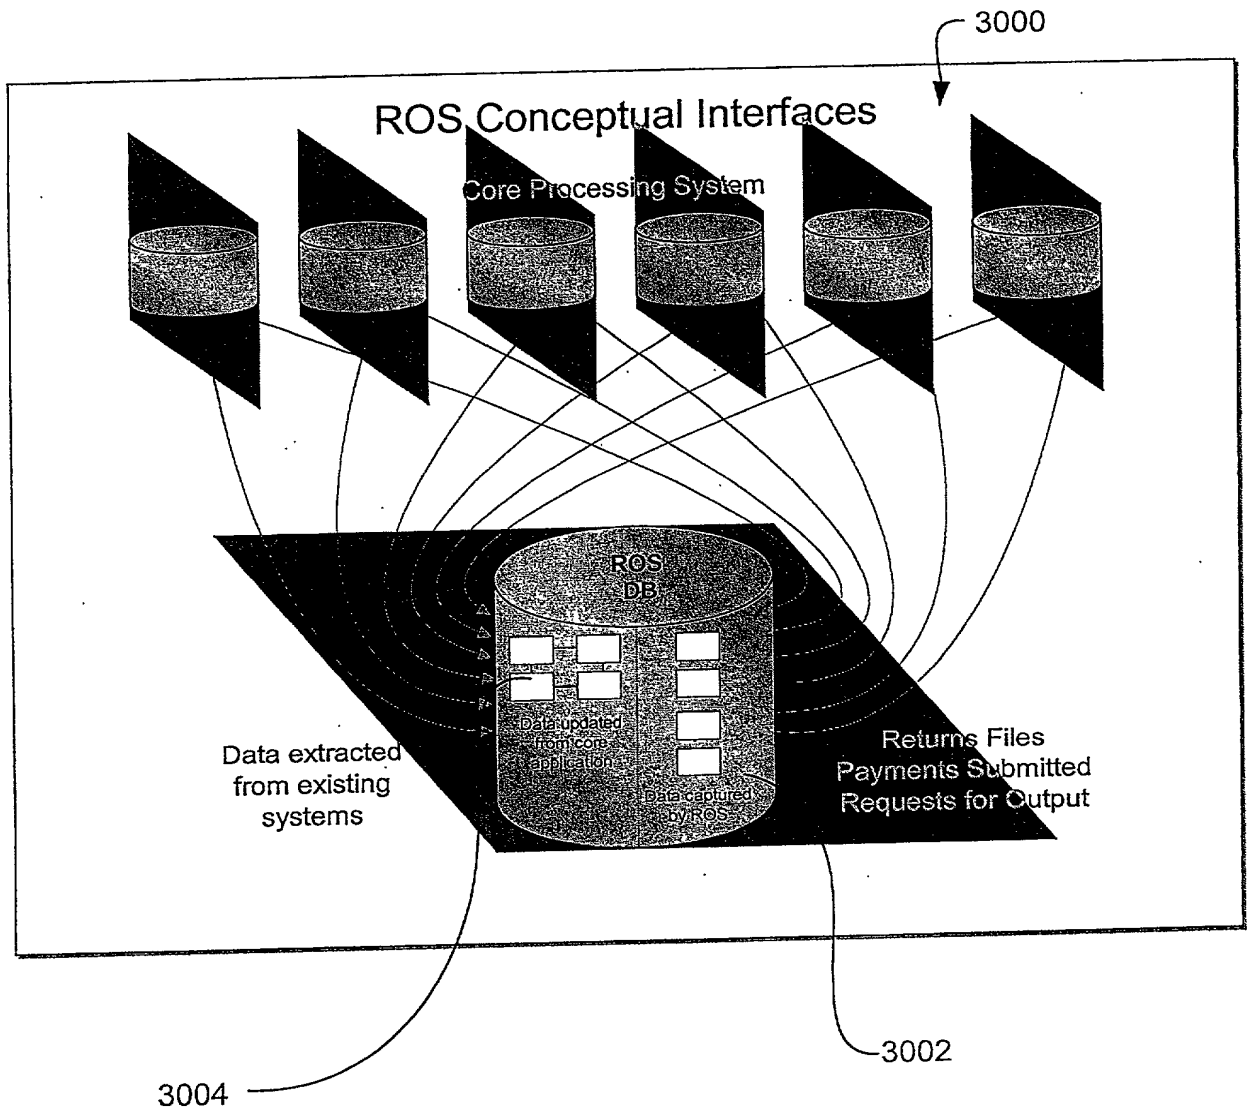 3000
ROS Conceptual Interfaces
Core Processing System
ROS
DB
Data updated
from core
application
Data captured
by ROS
Data extracted
from existing
systems
Returns Files
Payments Submitted
Requests for Output
3002
3004